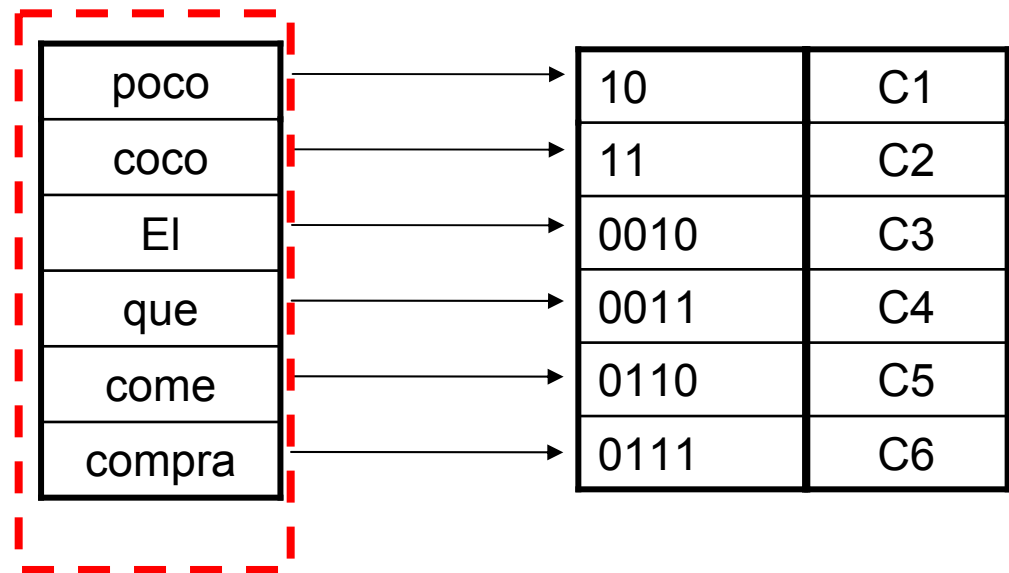 poco 10 C1
coco 11 C2
El 0010 C3
que 0011 C4
come 0110 C5
compra 0111 C6